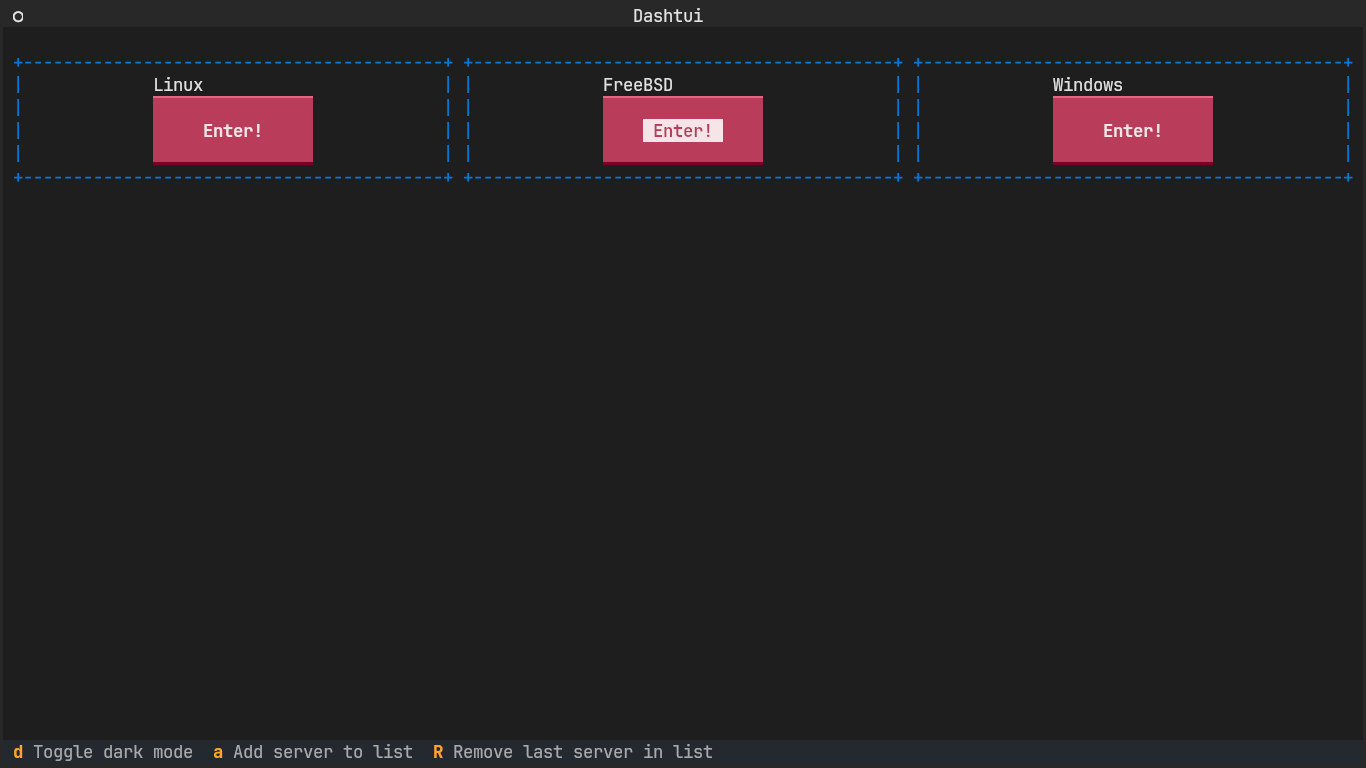 Dashtui
Linux
Enter!
FreeBSD
Enter!
Windows
Enter!
d Toggle dark mode a Add server to list R Remove last server in list